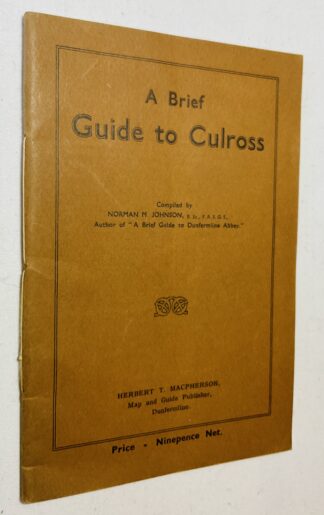 A Brief
Guide to Culross
Compiled by
NORMAN M. JOHNSON, B.Sc., F.R.S.G.S.,
Author of "A Brief Guide to Dunfermline Abbey."
HERBERT T. MACPHERSON,
Map and Guide Publisher,
Dunfermline.
Price - Ninepence Net.